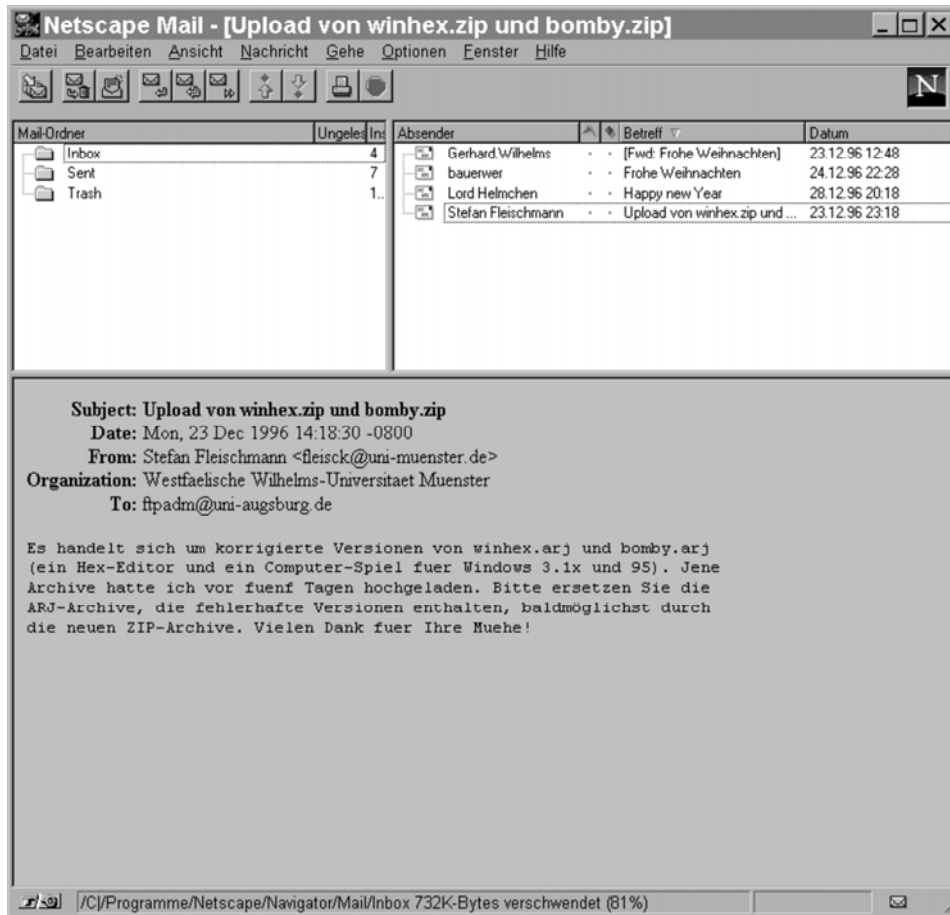 Netscape Mail - [Upload von winhex.zip und bomby.zip]
Datei Bearbeiten Ansicht Nachricht Gehe Optionen Fenster Hilfe
N
Mail-Ordner Ungeles Ins
Inbox 4
Sent 7
Trash 1..
Absender Betreff Datum
Gerhard.Wilhelms [Fwd: Frohe Weihnachten] 23.12.96 12:48
bauerwer Frohe Weihnachten 24.12.96 22:28
Lord Helmchen Happy new Year 28.12.96 20:18
Stefan Fleischmann Upload von winhex.zip und ... 23.12.96 23:18
Subject: Upload von winhex.zip und bomby.zip
Date: Mon, 23 Dec 1996 14:18:30 -0800
From: Stefan Fleischmann <fleisck@uni-muenster.de>
Organization: Westfaelische Wilhelms-Universitaet Muenster
To: ftpadm@uni-augsburg.de
Es handelt sich um korrigierte Versionen von winhex.arj und bomby.arj
(ein Hex-Editor und ein Computer-Spiel fuer Windows 3.1x und 95). Jene
Archive hatte ich vor fuenf Tagen hochgeladen. Bitte ersetzen Sie die
ARJ-Archive, die fehlerhafte Versionen enthalten, baldmöglichst durch
die neuen ZIP-Archive. Vielen Dank fuer Ihre Muehe!
/C|/Programme/Netscape/Navigator/Mail/Inbox 732K-Bytes verschwendet (81%)